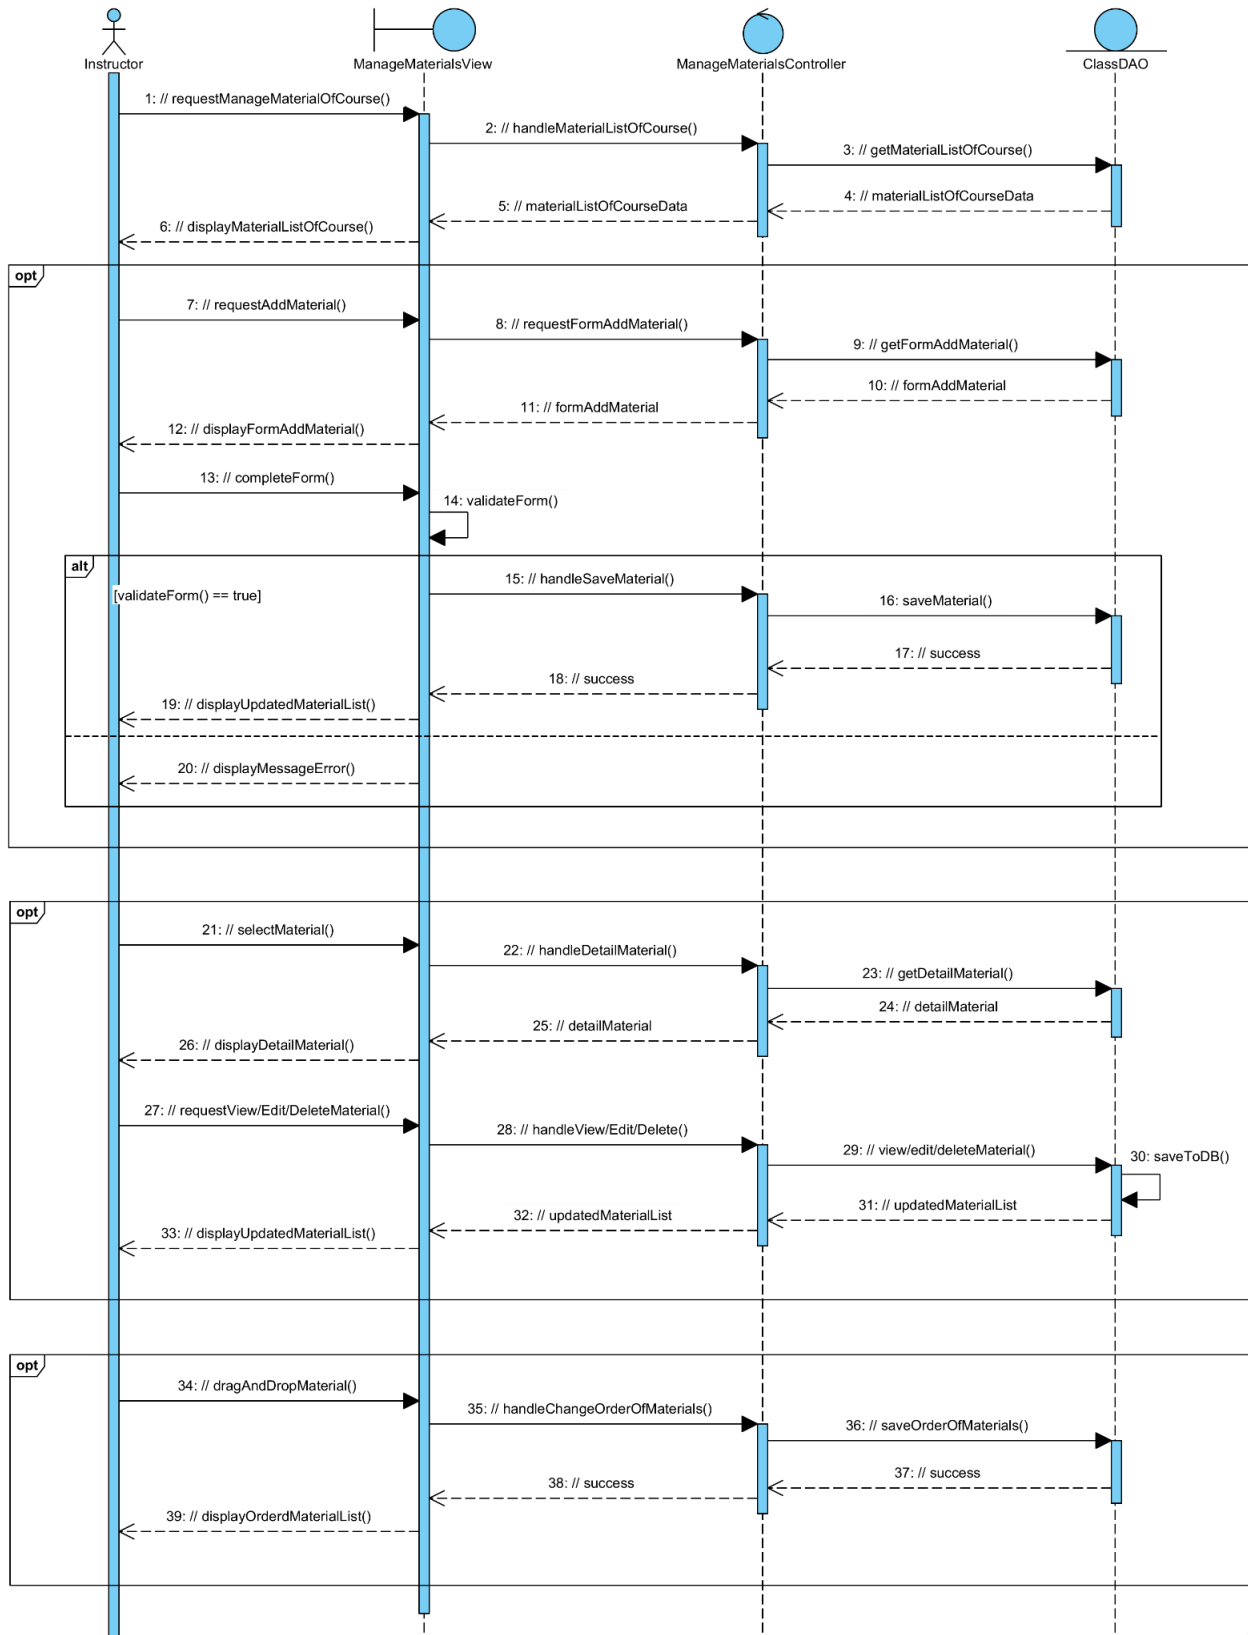 Instructor
ManageMaterialsView
ManageMaterialsController
ClassDAO
1: // requestManageMaterialOfCourse()
2: // handleMaterialListOfCourse()
3: // getMaterialListOfCourse()
4: // materialListOfCourseData
5: // materialListOfCourseData
6: // displayMaterialListOfCourse()
opt
7: // requestAddMaterial()
8: // requestFormAddMaterial()
9: // getFormAddMaterial()
10: // formAddMaterial
11: // formAddMaterial
12: // displayFormAddMaterial()
13: // completeForm()
14: validateForm()
alt
[validateForm() == true]
15: // handleSaveMaterial()
16: saveMaterial()
17: // success
18: // success
19: // displayUpdatedMaterialList()
20: // displayMessageError()
opt
21: // selectMaterial()
22: // handleDetailMaterial()
23: // getDetailMaterial()
24: // detailMaterial
25: // detailMaterial
26: // displayDetailMaterial()
27: // requestView/Edit/DeleteMaterial()
28: // handleView/Edit/Delete()
29: // view/edit/deleteMaterial()
30: saveToDB()
31: // updatedMaterialList
32: // updatedMaterialList
33: // displayUpdatedMaterialList()
opt
34: // dragAndDropMaterial()
35: // handleChangeOrderOfMaterials()
36: // saveOrderOfMaterials()
37: // success
38: // success
39: // displayOrderdMaterialList()